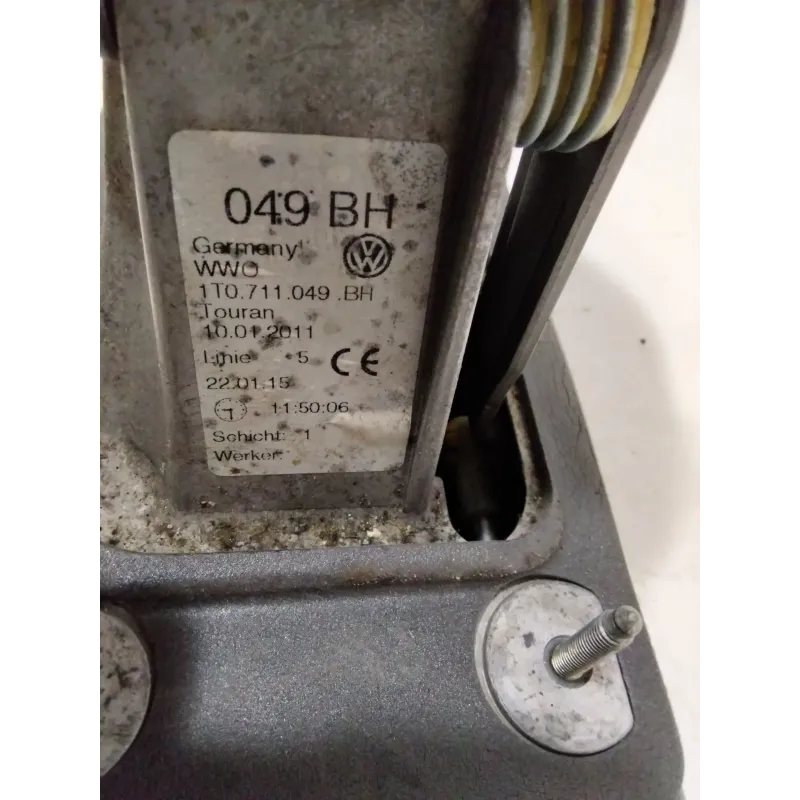 049 BH
Germany
WWO
1T0.711.049 .BH
Touran
10.01.2011
Linie 5 CE
22.01.15
11:50:06
Schicht: 1
Werker: